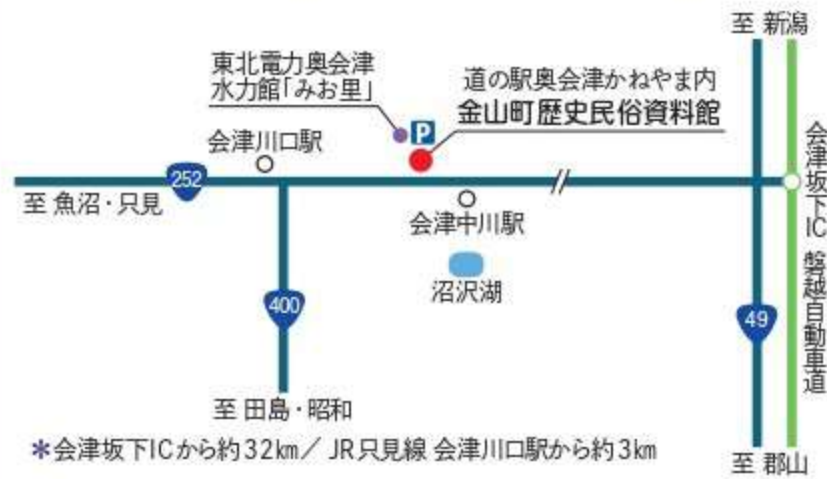 至 新潟
東北電力奥会津
水力館「みお里」
道の駅奥会津かねやま内
金山町歴史民俗資料館
P
会津川口駅
252
至 魚沼・只見
会津中川駅
沼沢湖
会津坂下IC
磐越自動車道
400
49
至 田島・昭和
*会津坂下ICから約32km/JR只見線 会津川口駅から約3km
至 郡山